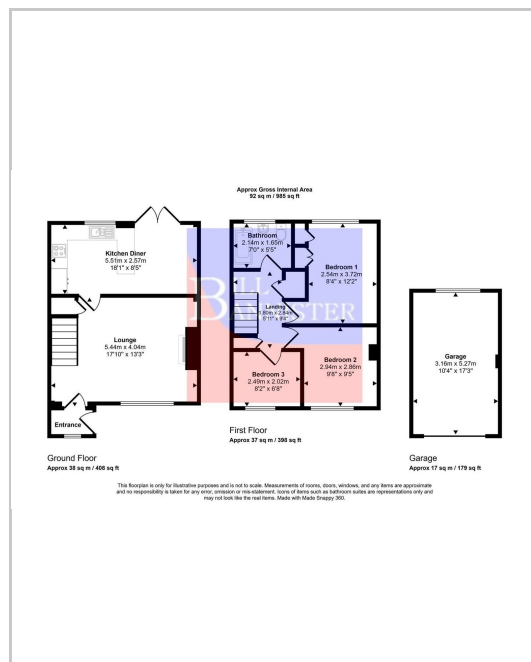 Approx Gross Internal Area
92 sq m / 985 sq ft
Kitchen Diner
5.51m x 2.57m
18'1" x 8'5"
Lounge
5.44m x 4.04m
17'10" x 13'3"
Entrance
Ground Floor
Approx 38 sq m / 408 sq ft
Bathroom
2.14m x 1.65m
7'0" x 5'5"
Bedroom 1
2.54m x 3.72m
8'4" x 12'2"
Landing
1.80m x 2.84m
5'11" x 9'4"
Bedroom 2
2.94m x 2.86m
9'8" x 9'5"
Bedroom 3
2.49m x 2.02m
8'2" x 6'8"
First Floor
Approx 37 sq m / 398 sq ft
Garage
3.16m x 5.27m
10'4" x 17'3"
Garage
Approx 17 sq m / 179 sq ft
This floorplan is only for illustrative purposes and is not to scale. Measurements of rooms, doors, windows, and any items are approximate
and no responsibility is taken for any error, omission or mis-statement. Icons of items such as bathroom suites are representations only and
may not look like the real items. Made with Made Snappy 360.